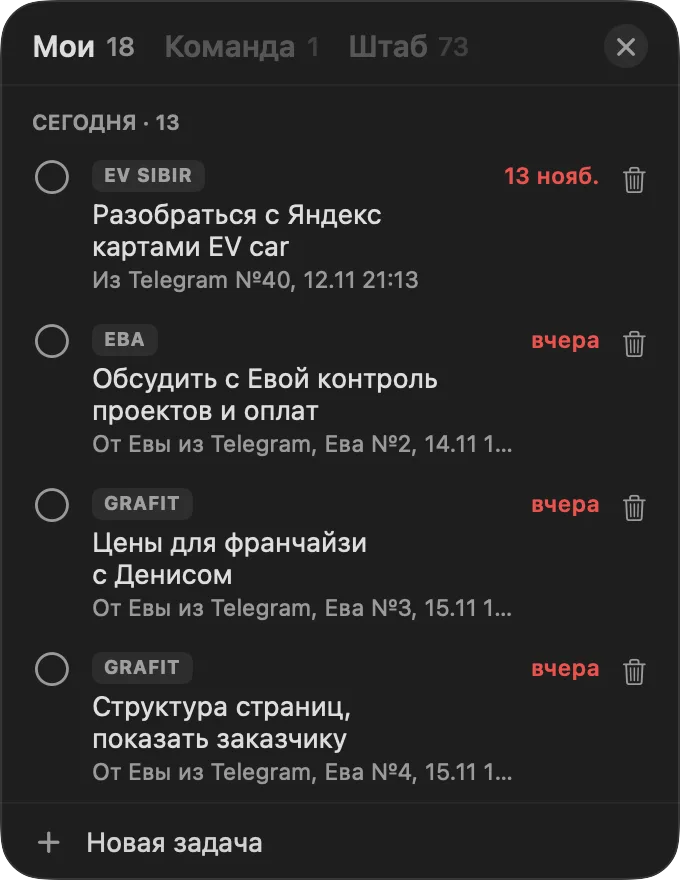 Мои 18 Команда 1 Штаб 73
СЕГОДНЯ · 13
EV SIBIR 13 нояб.
Разобраться с Яндекс
картами EV car
Из Telegram №40, 12.11 21:13
ЕВА вчера
Обсудить с Евой контроль
проектов и оплат
От Евы из Telegram, Ева №2, 14.11 1...
GRAFIT вчера
Цены для франчайзи
с Денисом
От Евы из Telegram, Ева №3, 15.11 1...
GRAFIT вчера
Структура страниц,
показать заказчику
От Евы из Telegram, Ева №4, 15.11 1...
+ Новая задача